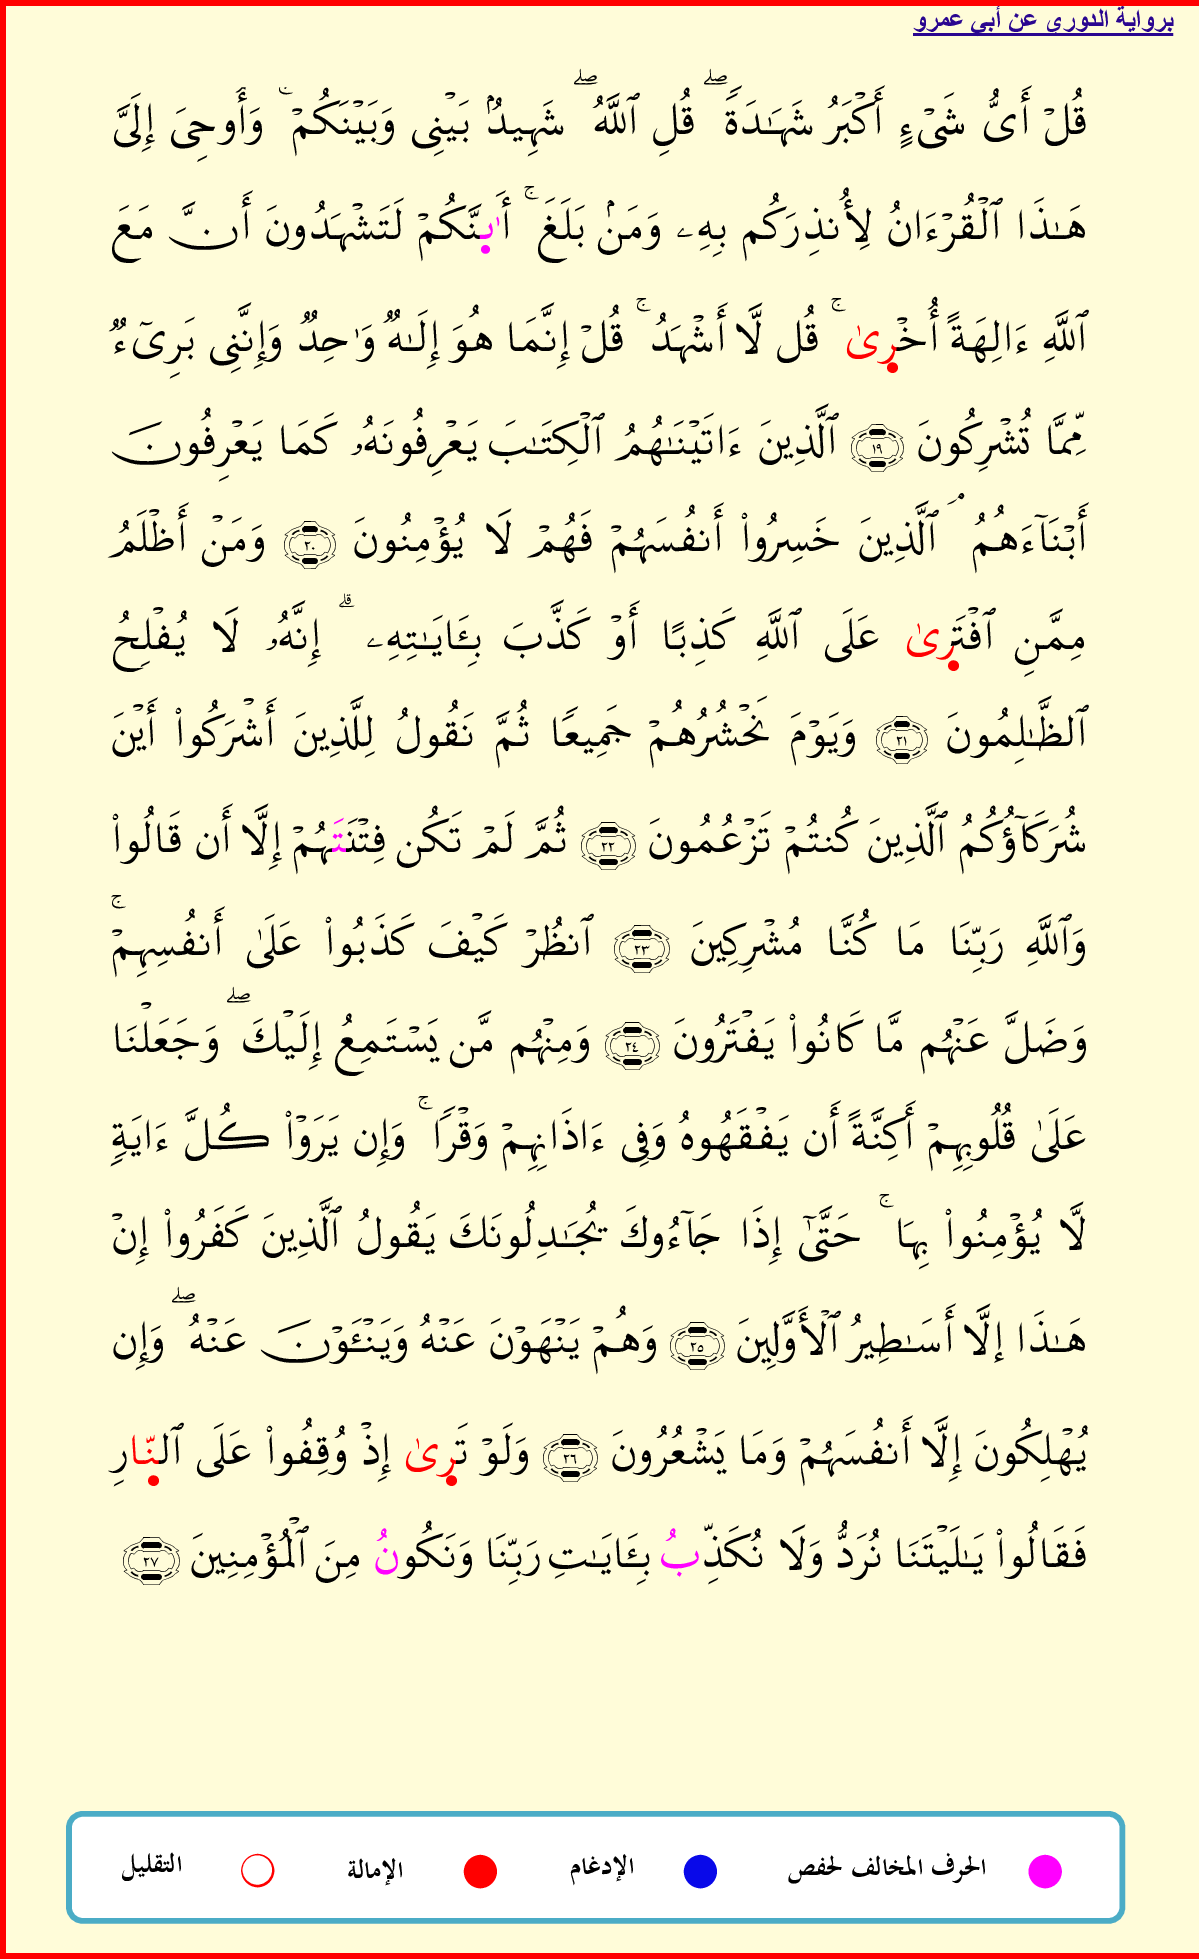 برواية الدوري عن أبي عمرو
قُلْ أَىُّ شَىْءٍ أَكْبَرُ شَهَـٰدَةً ۖ قُلِ ٱللَّهُ ۖ شَهِيدُۢ بَيْنِى وَبَيْنَكُمْ ۚ وَأُوحِىَ إِلَىَّ
هَـٰذَا ٱلْقُرْءَانُ لِأُنذِرَكُم بِهِۦ وَمَنۢ بَلَغَ ۚ أَٰىِٕنَّكُمْ لَتَشْهَدُونَ أَنَّ مَعَ
ٱللَّهِ ءَالِهَةً أُخْرِىٰ ۚ قُل لَّا أَشْهَدُ ۚ قُلْ إِنَّمَا هُوَ إِلَـٰهٌ وَٰحِدٌ وَإِنَّنِى بَرِىٓءٌ
مِّمَّا تُشْرِكُونَ ١٩ ٱلَّذِينَ ءَاتَيْنَـٰهُمُ ٱلْكِتَـٰبَ يَعْرِفُونَهُۥ كَمَا يَعْرِفُونَ
أَبْنَآءَهُمُ ۘ ٱلَّذِينَ خَسِرُوا۟ أَنفُسَهُمْ فَهُمْ لَا يُؤْمِنُونَ ٢٠ وَمَنْ أَظْلَمُ
مِمَّنِ ٱفْتَرِىٰ عَلَى ٱللَّهِ كَذِبًا أَوْ كَذَّبَ بِـَٔايَـٰتِهِۦ ۗ إِنَّهُۥ لَا يُفْلِحُ
ٱلظَّـٰلِمُونَ ٢١ وَيَوْمَ نَحْشُرُهُمْ جَمِيعًا ثُمَّ نَقُولُ لِلَّذِينَ أَشْرَكُوا۟ أَيْنَ
شُرَكَآؤُكُمُ ٱلَّذِينَ كُنتُمْ تَزْعُمُونَ ٢٢ ثُمَّ لَمْ تَكُن فِتْنَتَهُمْ إِلَّا أَن قَالُوا۟
وَٱللَّهِ رَبِّنَا مَا كُنَّا مُشْرِكِينَ ٢٣ ٱنظُرْ كَيْفَ كَذَبُوا۟ عَلَىٰ أَنفُسِهِمْ ۚ
وَضَلَّ عَنْهُم مَّا كَانُوا۟ يَفْتَرُونَ ٢٤ وَمِنْهُم مَّن يَسْتَمِعُ إِلَيْكَ ۖ وَجَعَلْنَا
عَلَىٰ قُلُوبِهِمْ أَكِنَّةً أَن يَفْقَهُوهُ وَفِى ءَاذَانِهِمْ وَقْرًا ۚ وَإِن يَرَوْا۟ كُلَّ ءَايَةٍ
لَّا يُؤْمِنُوا۟ بِهَا ۚ حَتَّىٰٓ إِذَا جَآءُوكَ يُجَـٰدِلُونَكَ يَقُولُ ٱلَّذِينَ كَفَرُوا۟ إِنْ
هَـٰذَا إِلَّا أَسَـٰطِيرُ ٱلْأَوَّلِينَ ٢٥ وَهُمْ يَنْهَوْنَ عَنْهُ وَيَنْـَٔوْنَ عَنْهُ ۖ وَإِن
يُهْلِكُونَ إِلَّا أَنفُسَهُمْ وَمَا يَشْعُرُونَ ٢٦ وَلَوْ تَرِىٰ إِذْ وُقِفُوا۟ عَلَى ٱلنِّارِ
فَقَالُوا۟ يَـٰلَيْتَنَا نُرَدُّ وَلَا نُكَذِّبُ بِـَٔايَـٰتِ رَبِّنَا وَنَكُونُ مِنَ ٱلْمُؤْمِنِينَ ٢٧
الحرف المخالف لحفص الإدغام الإمالة التقليل